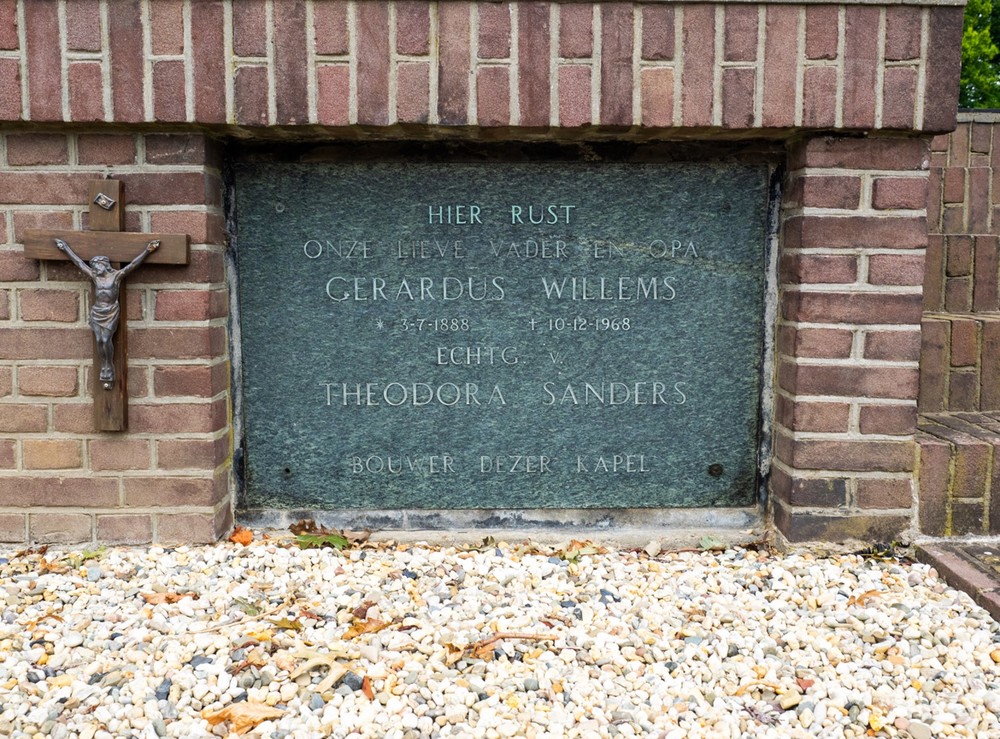 HIER RUST
ONZE LIEVE VADER EN OPA
GERARDUS WILLEMS
* 3-7-1888 † 10-12-1968
ECHTG. v.
THEODORA SANDERS
BOUWER DEZER KAPEL